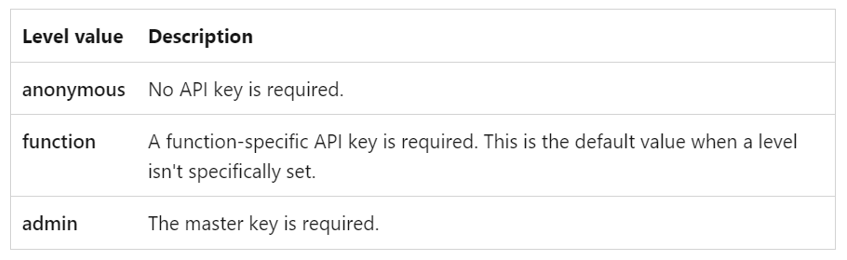 Level value Description
anonymous No API key is required.
function A function-specific API key is required. This is the default value when a level
isn't specifically set.
admin The master key is required.